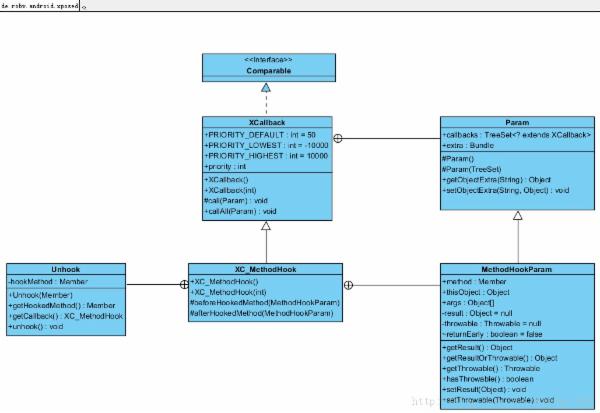 de.robv.android.xposed
<<Interface>>
Comparable
XCallback
+PRIORITY_DEFAULT : int = 50
+PRIORITY_LOWEST : int = -10000
+PRIORITY_HIGHEST : int = 10000
+priority : int
+XCallback()
+XCallback(int)
#call(Param) : void
+callAll(Param) : void
Param
+callbacks : TreeSet<? extends XCallback>
+extra : Bundle
#Param()
#Param(TreeSet)
+getObjectExtra(String) : Object
+setObjectExtra(String, Object) : void
Unhook
-hookMethod : Member
+Unhook(Member)
+getHookedMethod() : Member
+getCallback() : XC_MethodHook
+unhook() : void
XC_MethodHook
+XC_MethodHook()
+XC_MethodHook(int)
#beforeHookedMethod(MethodHookParam)
#afterHookedMethod(MethodHookParam)
MethodHookParam
+method : Member
+thisObject : Object
+args : Object[]
-result : Object = null
-throwable : Throwable = null
~returnEarly : boolean = false
+getResult() : Object
+getResultOrThrowable() : Object
+getThrowable() : Throwable
+hasThrowable() : boolean
+setResult(Object) : void
+setThrowable(Throwable) : void